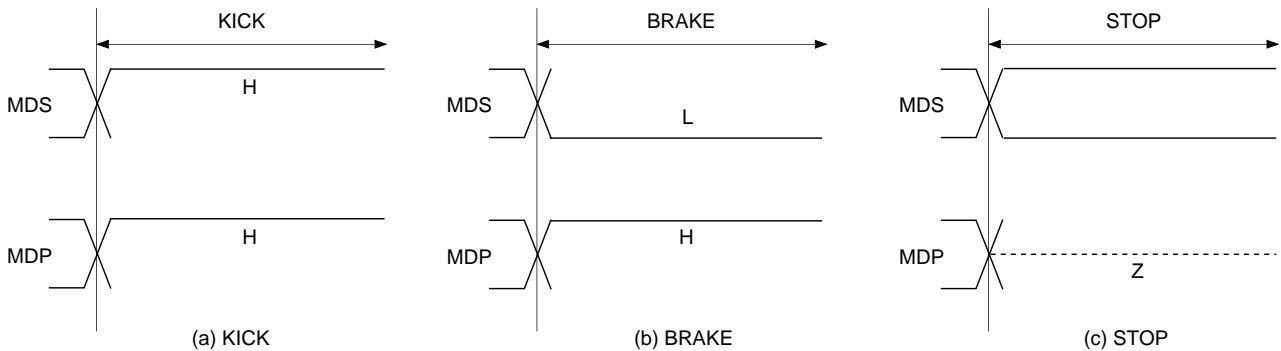 KICK
MDS
H
MDP
H
(a) KICK
BRAKE
MDS
L
MDP
H
(b) BRAKE
STOP
MDS
MDP
Z
(c) STOP